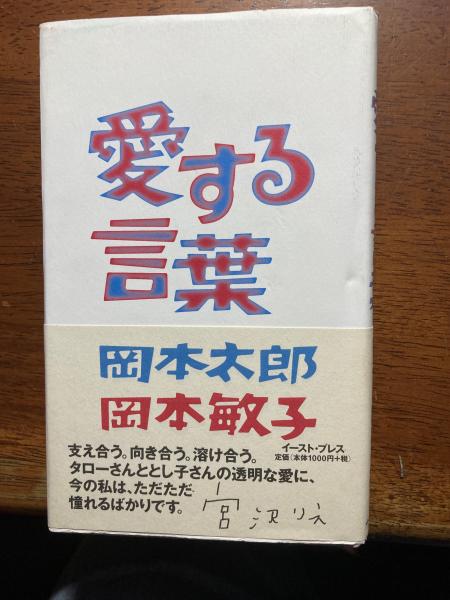 愛する
言葉
岡本太郎
岡本敏子
イースト・プレス
定価(本体1000円+税)
支え合う。向き合う。溶け合う。
タローさんととし子さんの透明な愛に、
今の私は、ただただ
憧れるばかりです。
宮沢りえ